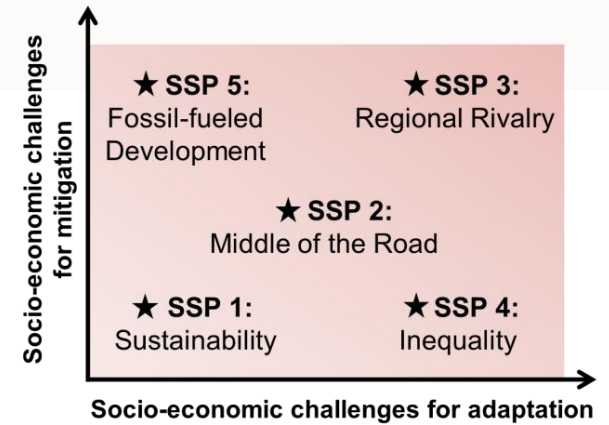 Socio-economic challenges
for mitigation
★ SSP 5:
Fossil-fueled
Development
★ SSP 3:
Regional Rivalry
★ SSP 2:
Middle of the Road
★ SSP 1:
Sustainability
★ SSP 4:
Inequality
Socio-economic challenges for adaptation